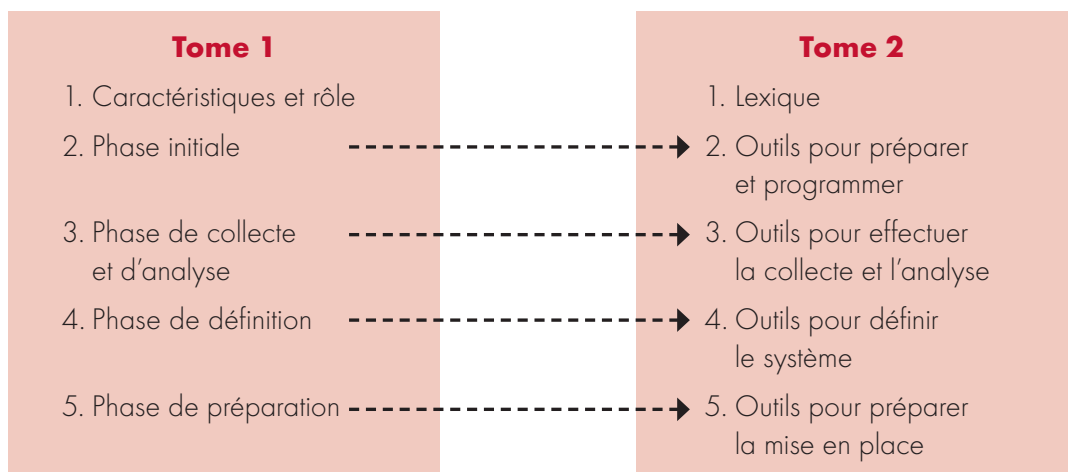 Tome 1
1. Caractéristiques et rôle
2. Phase initiale
3. Phase de collecte
et d'analyse
4. Phase de définition
5. Phase de préparation
Tome 2
1. Lexique
2. Outils pour préparer
et programmer
3. Outils pour effectuer
la collecte et l'analyse
4. Outils pour définir
le système
5. Outils pour préparer
la mise en place